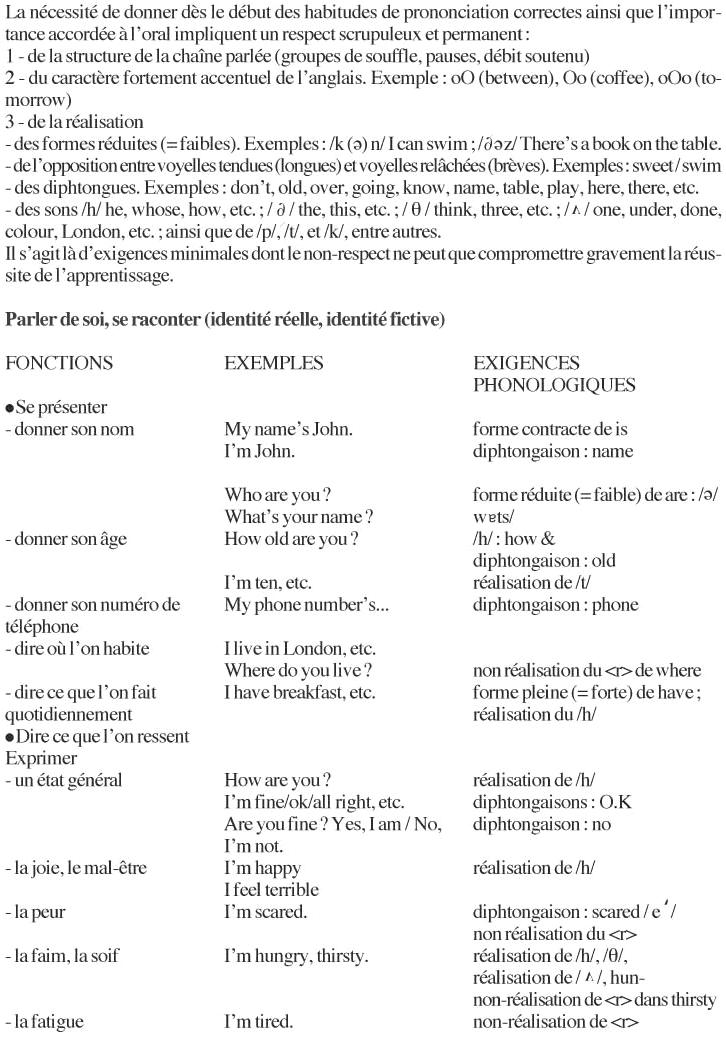 La nécessité de donner dès le début des habitudes de prononciation correctes ainsi que l'impor-
tance accordée à l'oral impliquent un respect scrupuleux et permanent :
1 - de la structure de la chaîne parlée (groupes de souffle, pauses, débit soutenu)
2 - du caractère fortement accentuel de l'anglais. Exemple : oO (between), Oo (coffee), oOo (to-
morrow)
3 - de la réalisation
- des formes réduites (= faibles). Exemples : /k (ə) n/ I can swim ; /∂əz/ There's a book on the table.
- de l'opposition entre voyelles tendues (longues) et voyelles relâchées (brèves). Exemples : sweet / swim
- des diphtongues. Exemples : don't, old, over, going, know, name, table, play, here, there, etc.
- des sons /h/ he, whose, how, etc. ; / ∂ / the, this, etc. ; / θ / think, three, etc. ; / ʌ / one, under, done,
colour, London, etc. ; ainsi que de /p/, /t/, et /k/, entre autres.
Il s'agit là d'exigences minimales dont le non-respect ne peut que compromettre gravement la réus-
site de l'apprentissage.
Parler de soi, se raconter (identité réelle, identité fictive)
FONCTIONS EXEMPLES EXIGENCES
PHONOLOGIQUES
●Se présenter
- donner son nom My name's John. forme contracte de is
I'm John. diphtongaison : name
Who are you ? forme réduite (= faible) de are : /ə/
What's your name ? wɐts/
- donner son âge How old are you ? /h/ : how &
diphtongaison : old
I'm ten, etc. réalisation de /t/
- donner son numéro de My phone number's... diphtongaison : phone
téléphone
- dire où l'on habite I live in London, etc.
Where do you live ? non réalisation du <r> de where
- dire ce que l'on fait I have breakfast, etc. forme pleine (= forte) de have ;
quotidiennement réalisation du /h/
●Dire ce que l'on ressent
Exprimer
- un état général How are you ? réalisation de /h/
I'm fine/ok/all right, etc. diphtongaisons : O.K
Are you fine ? Yes, I am / No, diphtongaison : no
I'm not.
- la joie, le mal-être I'm happy réalisation de /h/
I feel terrible
- la peur I'm scared. diphtongaison : scared / e ʹ /
non réalisation du <r>
- la faim, la soif I'm hungry, thirsty. réalisation de /h/, /θ/,
réalisation de / ʌ /, hun-
non-réalisation de <r> dans thirsty
- la fatigue I'm tired. non-réalisation de <r>